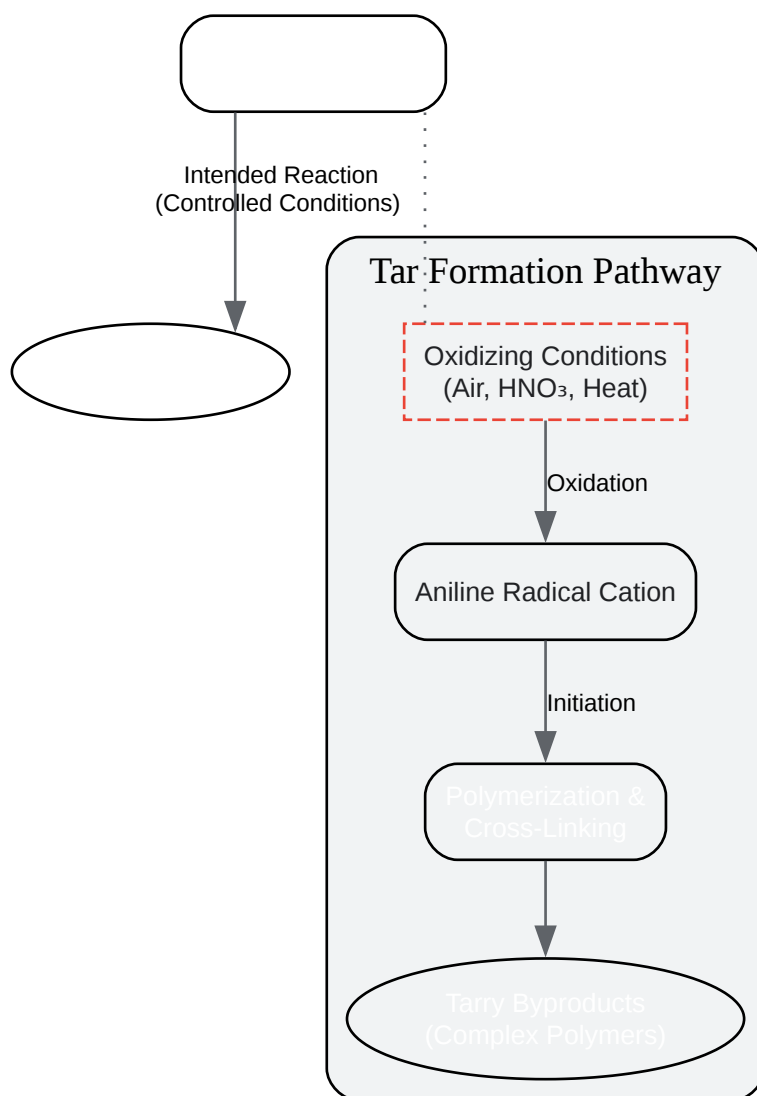 Intended Reaction
(Controlled Conditions)
Tar Formation Pathway
Oxidizing Conditions
(Air, HNO₃, Heat)
Oxidation
Aniline Radical Cation
Initiation
Polymerization &
Cross-Linking
Tarry Byproducts
(Complex Polymers)